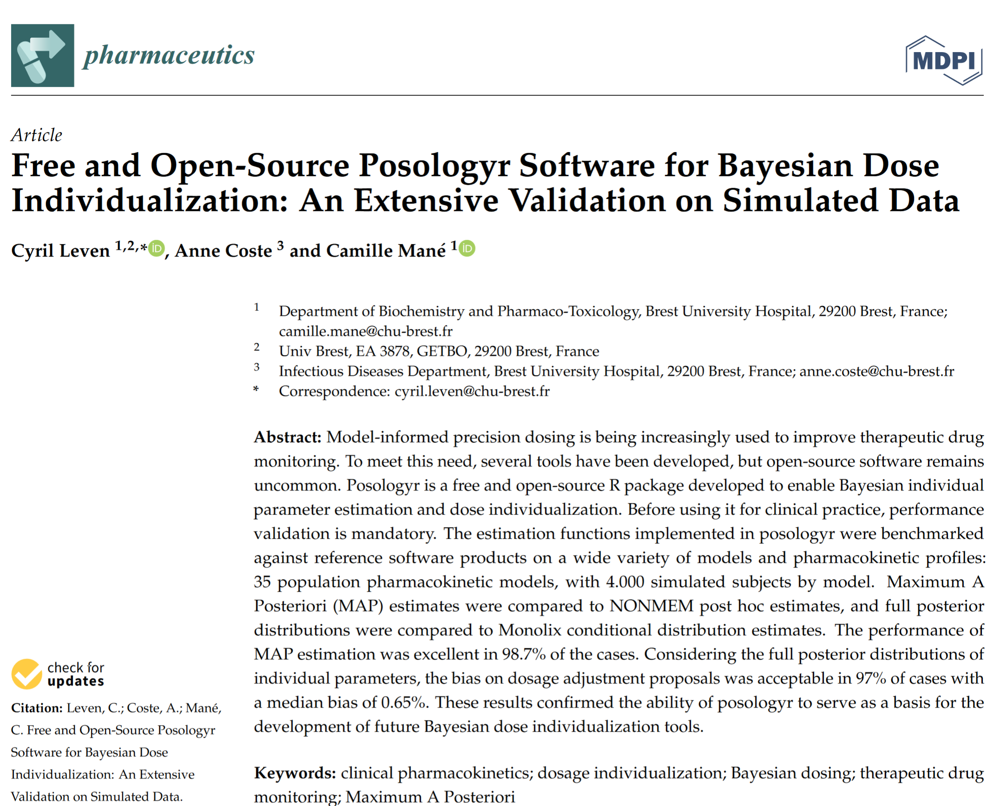 pharmaceutics
MDPI
Article
Free and Open-Source Posologyr Software for Bayesian Dose
Individualization: An Extensive Validation on Simulated Data
Cyril Leven 1,2,* iD, Anne Coste 3 and Camille Mané 1 iD
1 Department of Biochemistry and Pharmaco-Toxicology, Brest University Hospital, 29200 Brest, France;
camille.mane@chu-brest.fr
2 Univ Brest, EA 3878, GETBO, 29200 Brest, France
3 Infectious Diseases Department, Brest University Hospital, 29200 Brest, France; anne.coste@chu-brest.fr
* Correspondence: cyril.leven@chu-brest.fr
Abstract: Model-informed precision dosing is being increasingly used to improve therapeutic drug
monitoring. To meet this need, several tools have been developed, but open-source software remains
uncommon. Posologyr is a free and open-source R package developed to enable Bayesian individual
parameter estimation and dose individualization. Before using it for clinical practice, performance
validation is mandatory. The estimation functions implemented in posologyr were benchmarked
against reference software products on a wide variety of models and pharmacokinetic profiles:
35 population pharmacokinetic models, with 4.000 simulated subjects by model. Maximum A
Posteriori (MAP) estimates were compared to NONMEM post hoc estimates, and full posterior
distributions were compared to Monolix conditional distribution estimates. The performance of
MAP estimation was excellent in 98.7% of the cases. Considering the full posterior distributions of
individual parameters, the bias on dosage adjustment proposals was acceptable in 97% of cases with
a median bias of 0.65%. These results confirmed the ability of posologyr to serve as a basis for the
development of future Bayesian dose individualization tools.
Keywords: clinical pharmacokinetics; dosage individualization; Bayesian dosing; therapeutic drug
monitoring; Maximum A Posteriori
check for
updates
Citation: Leven, C.; Coste, A.; Mané,
C. Free and Open-Source Posologyr
Software for Bayesian Dose
Individualization: An Extensive
Validation on Simulated Data.